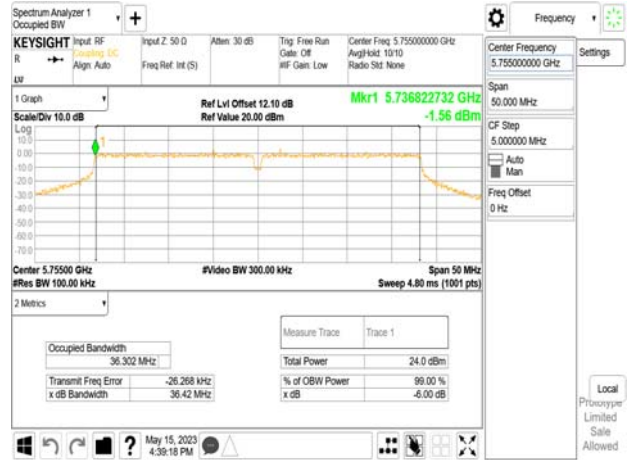 Spectrum Analyzer 1
Occupied BW
Frequency
KEYSIGHT
R
Input: RF
Coupling: DC
Align: Auto
Input Z: 50 Ω
Freq Ref: Int (S)
Atten: 30 dB
Trig: Free Run
Gate: Off
#IF Gain: Low
Center Freq: 5.755000000 GHz
Avg|Hold: 10/10
Radio Std: None
Center Frequency
5.755000000 GHz
Settings
Span
50.000 MHz
CF Step
5.000000 MHz
Auto
Man
Freq Offset
0 Hz
1 Graph
Scale/Div 10.0 dB
Ref Lvl Offset 12.10 dB
Ref Value 20.00 dBm
Mkr1 5.736822732 GHz
-1.56 dBm
Log
10.0
0.00
-10.0
-20.0
-30.0
-40.0
-50.0
-60.0
-70.0
1
Center 5.75500 GHz
#Res BW 100.00 kHz
#Video BW 300.00 kHz
Span 50 MHz
Sweep 4.80 ms (1001 pts)
2 Metrics
Occupied Bandwidth
36.302 MHz
Transmit Freq Error -26.268 kHz
x dB Bandwidth 36.42 MHz
Measure Trace Trace 1
Total Power 24.0 dBm
% of OBW Power 99.00 %
x dB -6.00 dB
Local
Prototype
Limited
Sale
Allowed
?
May 15, 2023
4:39:18 PM